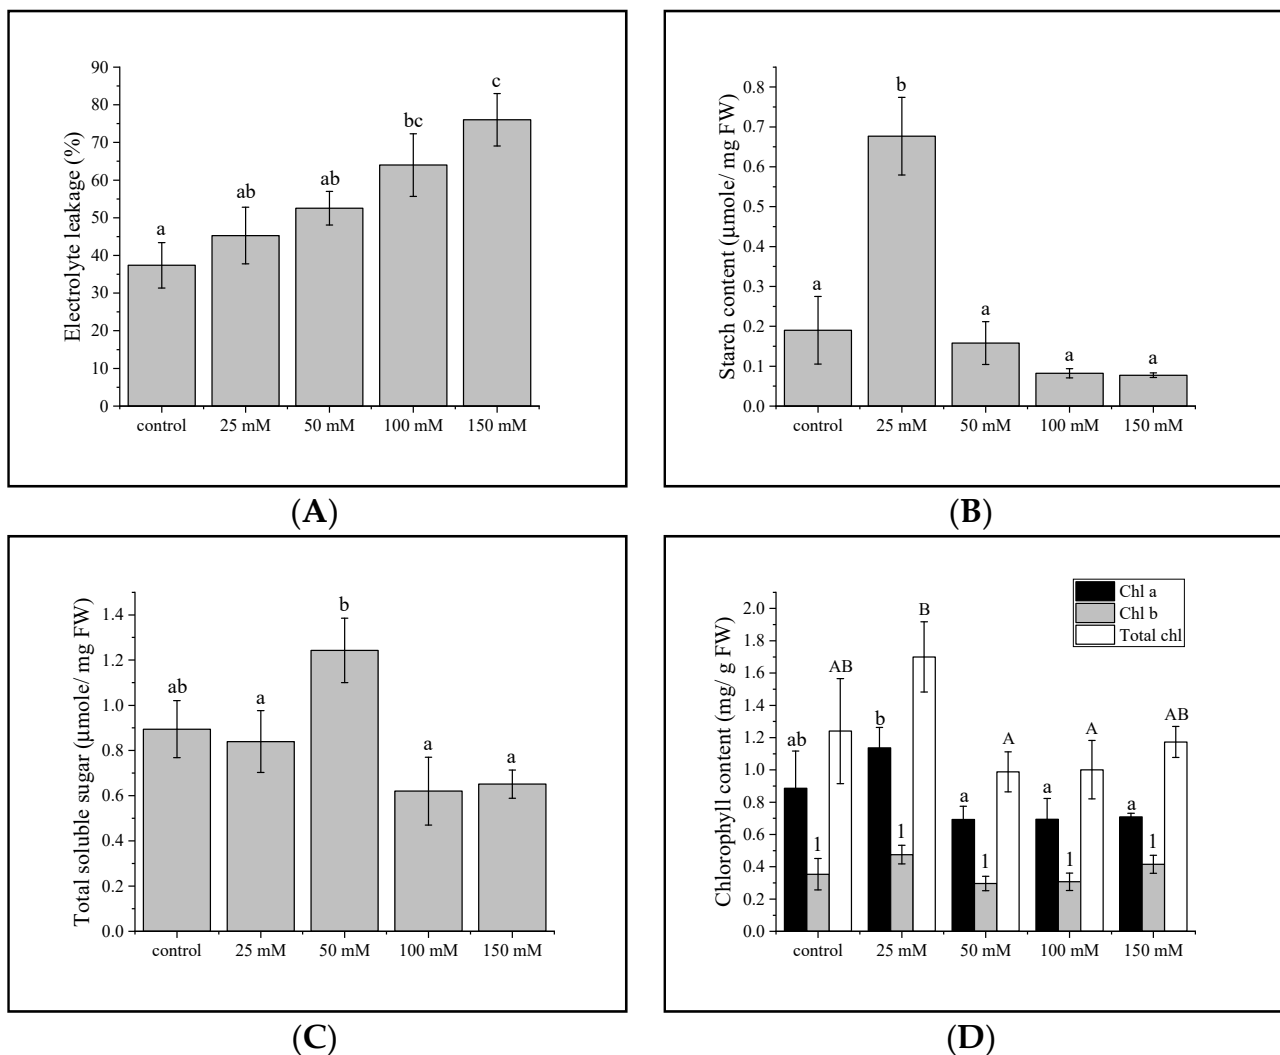 90
80
70
60
50
40
30
20
10
0
Electrolyte leakage (%)
a
ab
ab
bc
c
control
25 mM
50 mM
100 mM
150 mM
(A)
0.8
0.7
0.6
0.5
0.4
0.3
0.2
0.1
0.0
Starch content (µmole/ mg FW)
a
b
a
a
a
control
25 mM
50 mM
100 mM
150 mM
(B)
1.4
1.2
1.0
0.8
0.6
0.4
0.2
0.0
Total soluble sugar (µmole/ mg FW)
ab
a
b
a
a
control
25 mM
50 mM
100 mM
150 mM
(C)
Chl a
Chl b
Total chl
2.0
1.8
1.6
1.4
1.2
1.0
0.8
0.6
0.4
0.2
0.0
Chlorophyll content (mg/ g FW)
ab
1
AB
b
1
B
a
1
A
a
1
A
a
1
AB
control
25 mM
50 mM
100 mM
150 mM
(D)